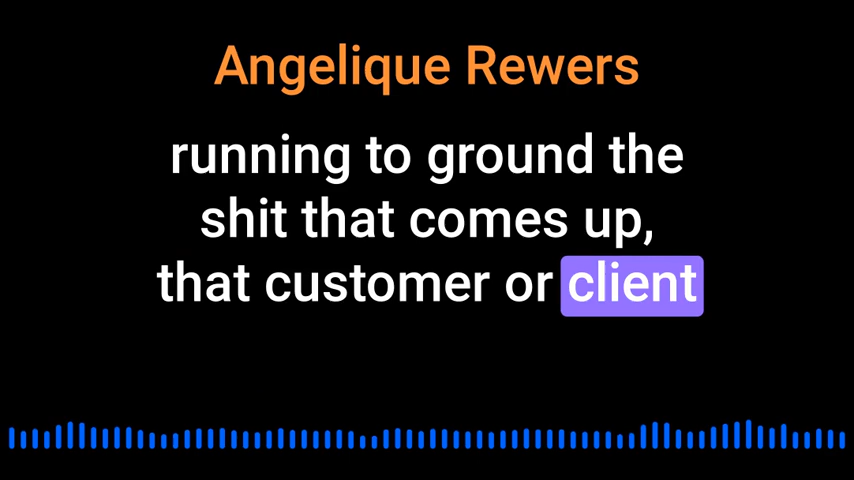 Angelique Rewers
running to ground the
shit that comes up,
that customer or client